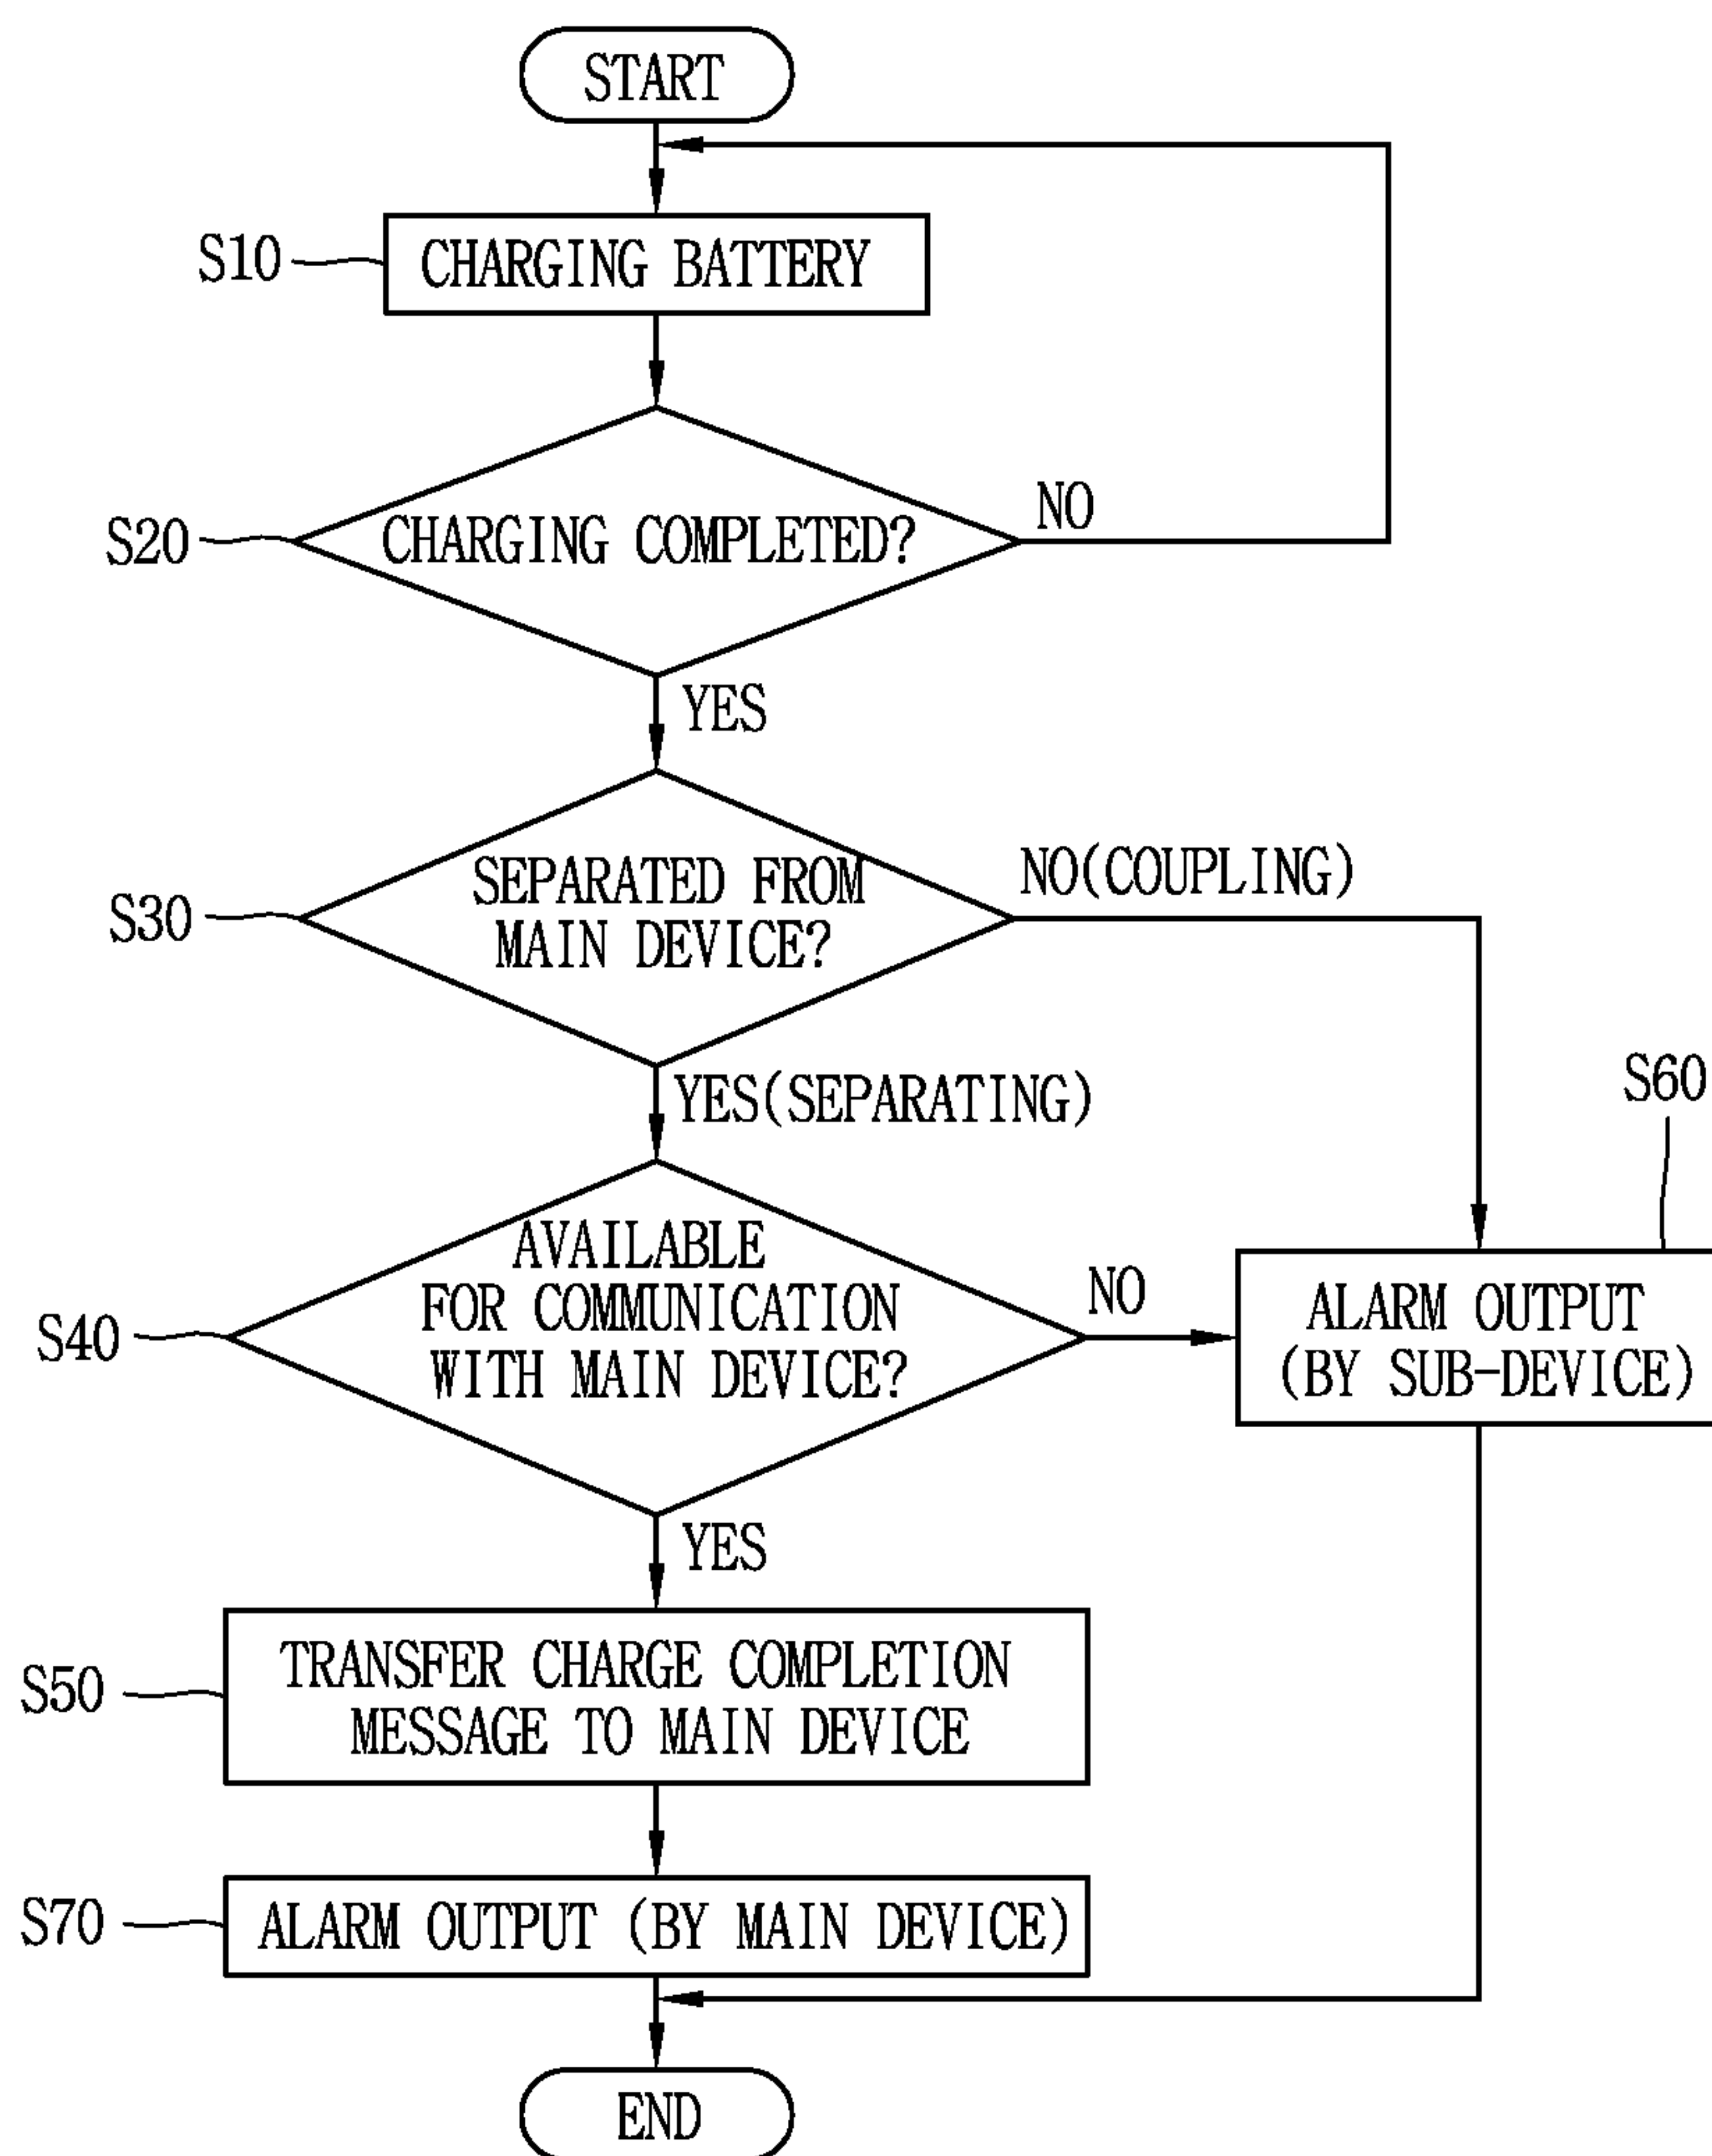 START
S10
CHARGING BATTERY
S20
CHARGING COMPLETED?
NO
YES
S30
SEPARATED FROM
MAIN DEVICE?
NO(COUPLING)
YES(SEPARATING)
S60
S40
AVAILABLE
FOR COMMUNICATION
WITH MAIN DEVICE?
NO
ALARM OUTPUT
(BY SUB-DEVICE)
YES
S50
TRANSFER CHARGE COMPLETION
MESSAGE TO MAIN DEVICE
S70
ALARM OUTPUT (BY MAIN DEVICE)
END